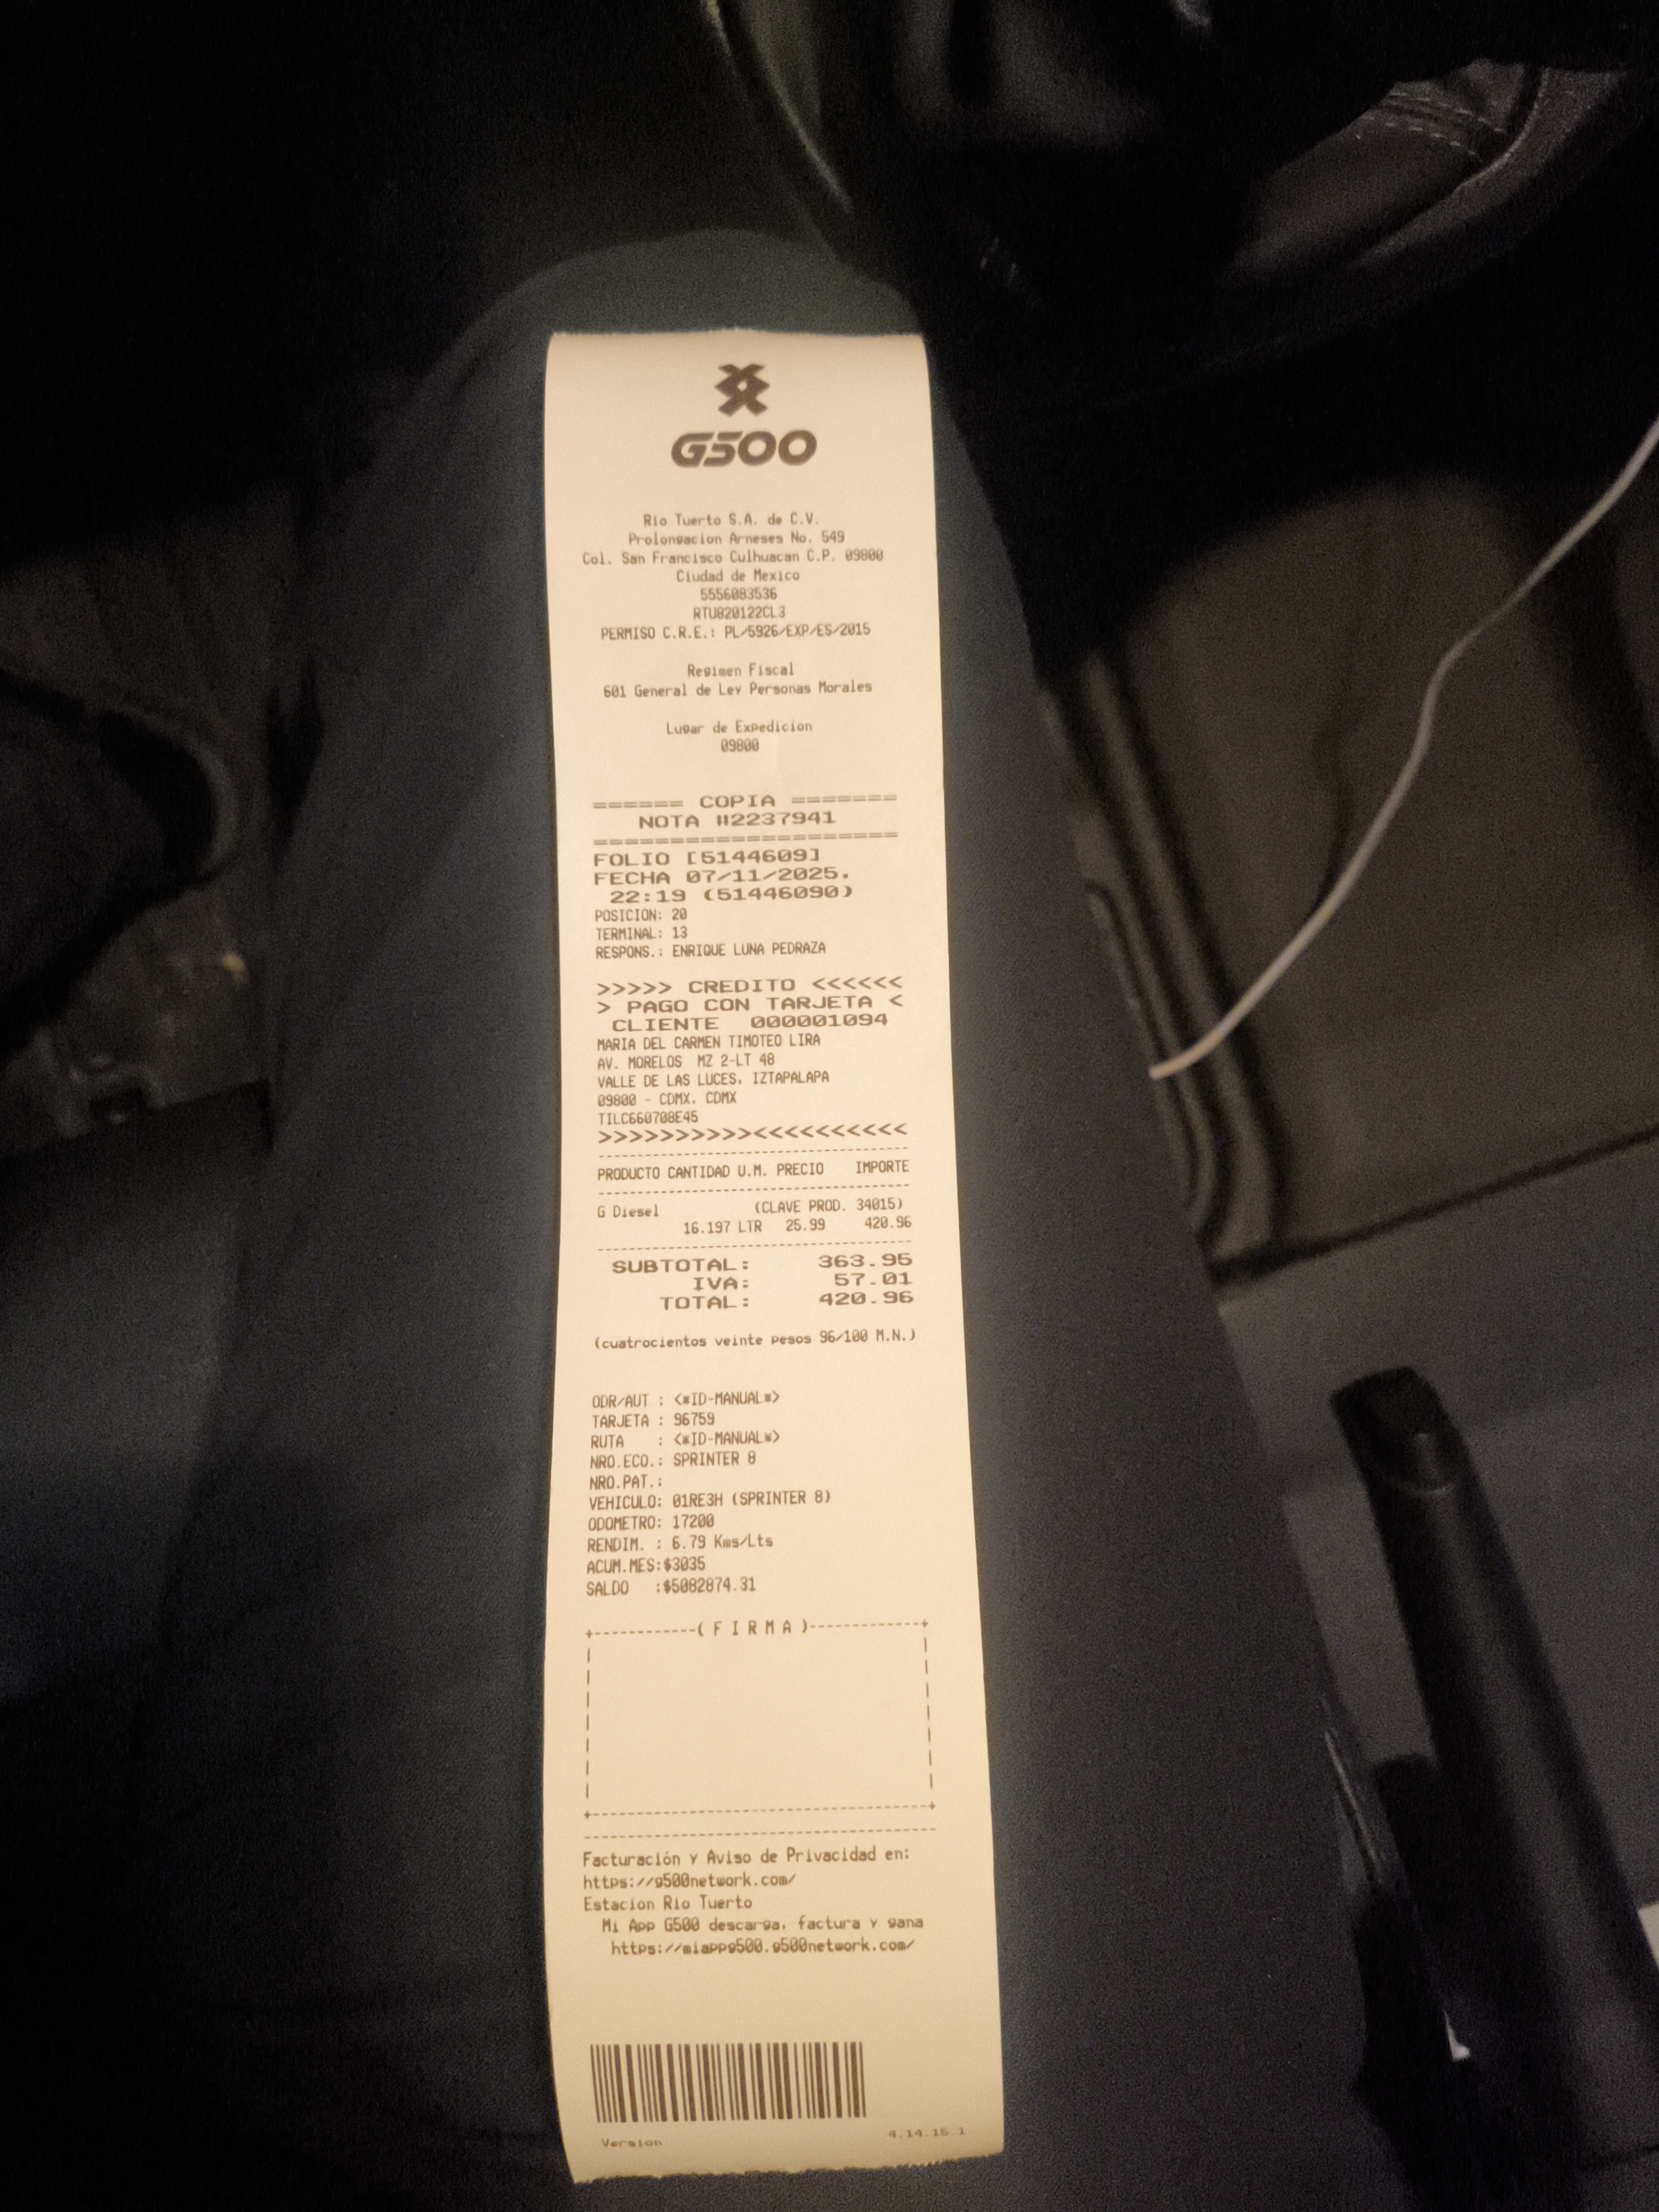 G500
Rio Tuerto S.A. de C.V.
Prolongacion Arneses No. 549
Col. San Francisco Culhuacan C.P. 09800
Ciudad de Mexico
5556083536
RTU820122CL3
PERMISO C.R.E.: PL/5926/EXP/ES/2015
Regimen Fiscal
601 General de Ley Personas Morales
Lugar de Expedicion
09800
====== COPIA =======
NOTA #2237941
====================
FOLIO [5144609]
FECHA 07/11/2025.
22:19 (51446090)
POSICION: 20
TERMINAL: 13
RESPONS.: ENRIQUE LUNA PEDRAZA
>>>>> CREDITO <<<<<<
> PAGO CON TARJETA <
CLIENTE 000001094
MARIA DEL CARMEN TIMOTEO LIRA
AV. MORELOS MZ 2-LT 48
VALLE DE LAS LUCES, IZTAPALAPA
09800 - CDMX, CDMX
TILC660708E45
>>>>>>>>>><<<<<<<<<<
PRODUCTO CANTIDAD U.M. PRECIO IMPORTE
G Diesel (CLAVE PROD. 34015)
16.197 LTR 25.99 420.96
SUBTOTAL: 363.95
IVA: 57.01
TOTAL: 420.96
(cuatrocientos veinte pesos 96/100 M.N.)
ODR/AUT : <*ID-MANUAL*>
TARJETA : 96759
RUTA : <*ID-MANUAL*>
NRO.ECO.: SPRINTER 8
NRO.PAT.:
VEHICULO: 01RE3H (SPRINTER 8)
ODOMETRO: 17200
RENDIM. : 6.79 Kms/Lts
ACUM.MES:$3035
SALDO :$5082874.31
+------------( F I R M A )------------+
Facturación y Aviso de Privacidad en:
https://g500network.com/
Estacion Rio Tuerto
Mi App G500 descarga, factura y gana
https://miappg500.g500network.com/
Version 4.14.16.1